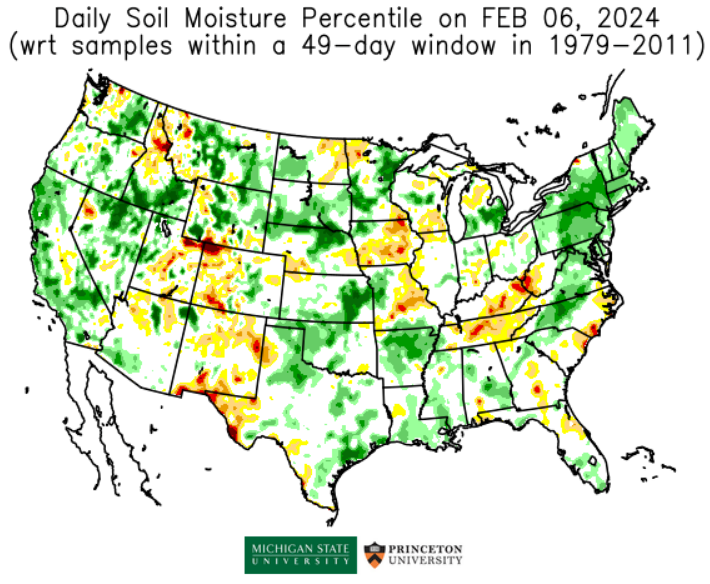 Daily Soil Moisture Percentile on FEB 06, 2024
(wrt samples within a 49-day window in 1979-2011)
MICHIGAN STATE
UNIVERSITY
PRINCETON
UNIVERSITY